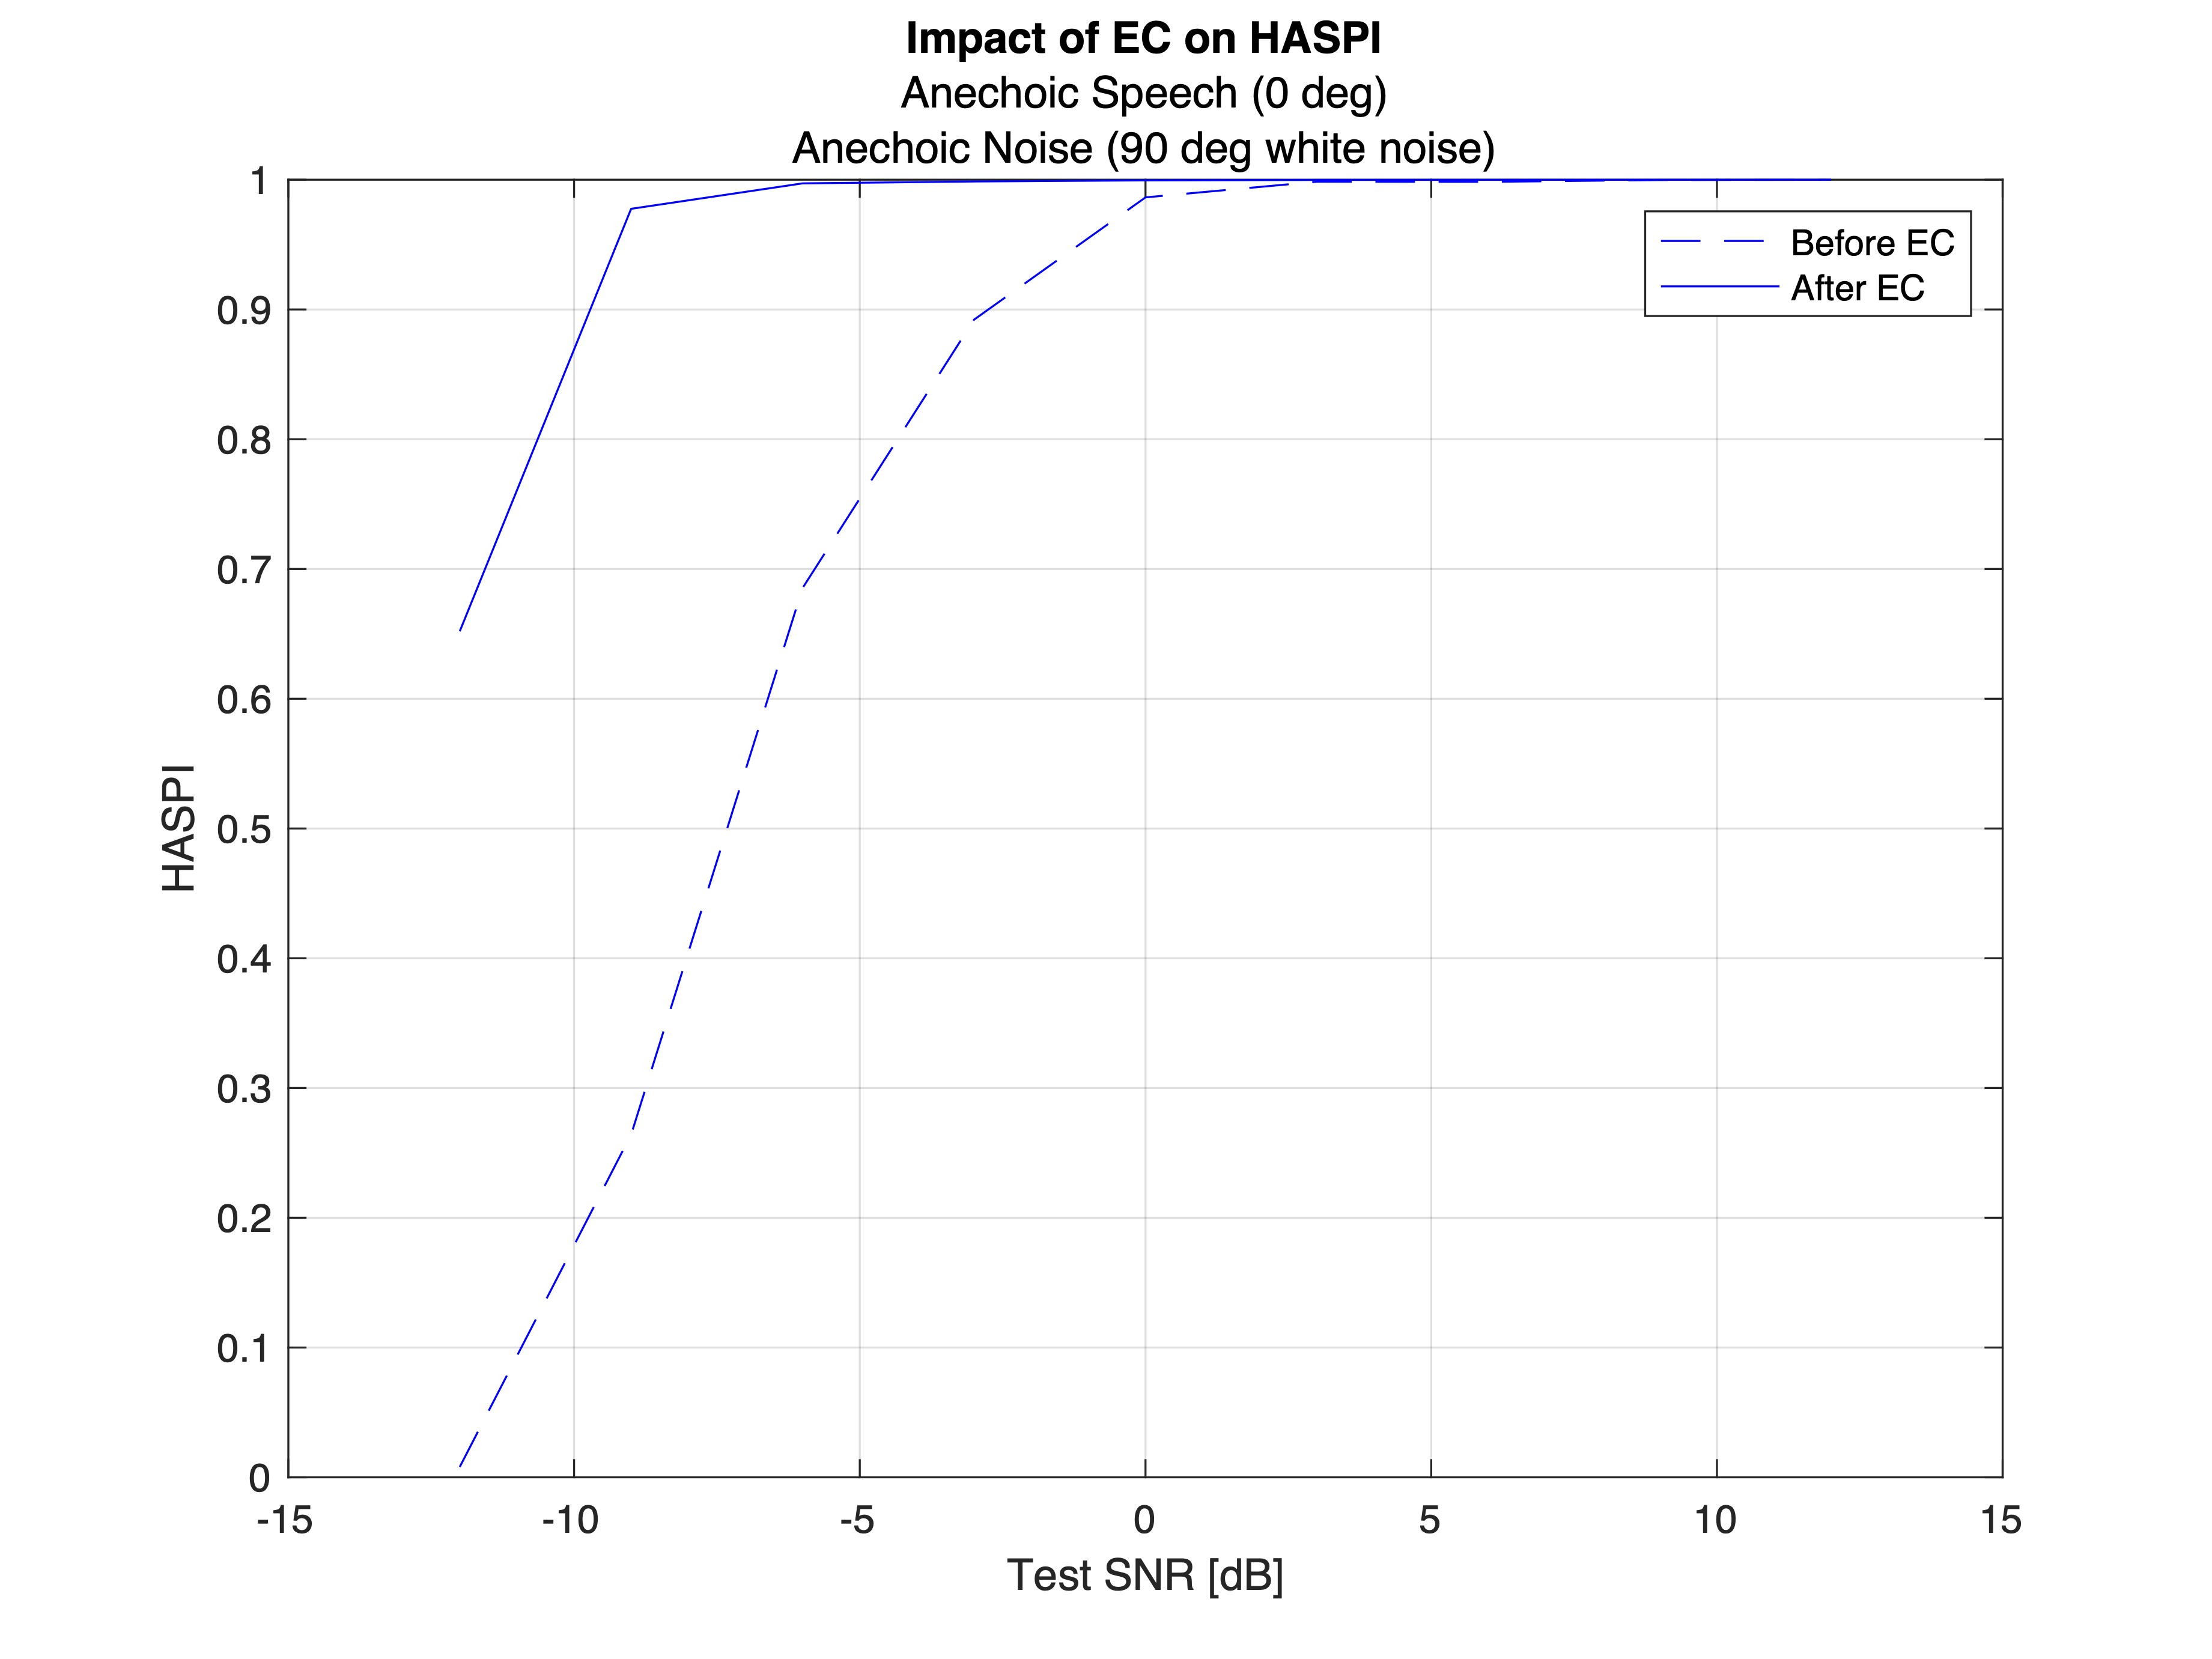 Impact of EC on HASPI
Anechoic Speech (0 deg)
Anechoic Noise (90 deg white noise)
1
0.9
0.8
0.7
0.6
0.5
0.4
0.3
0.2
0.1
0
HASPI
Before EC
After EC
-15
-10
-5
0
5
10
15
Test SNR [dB]